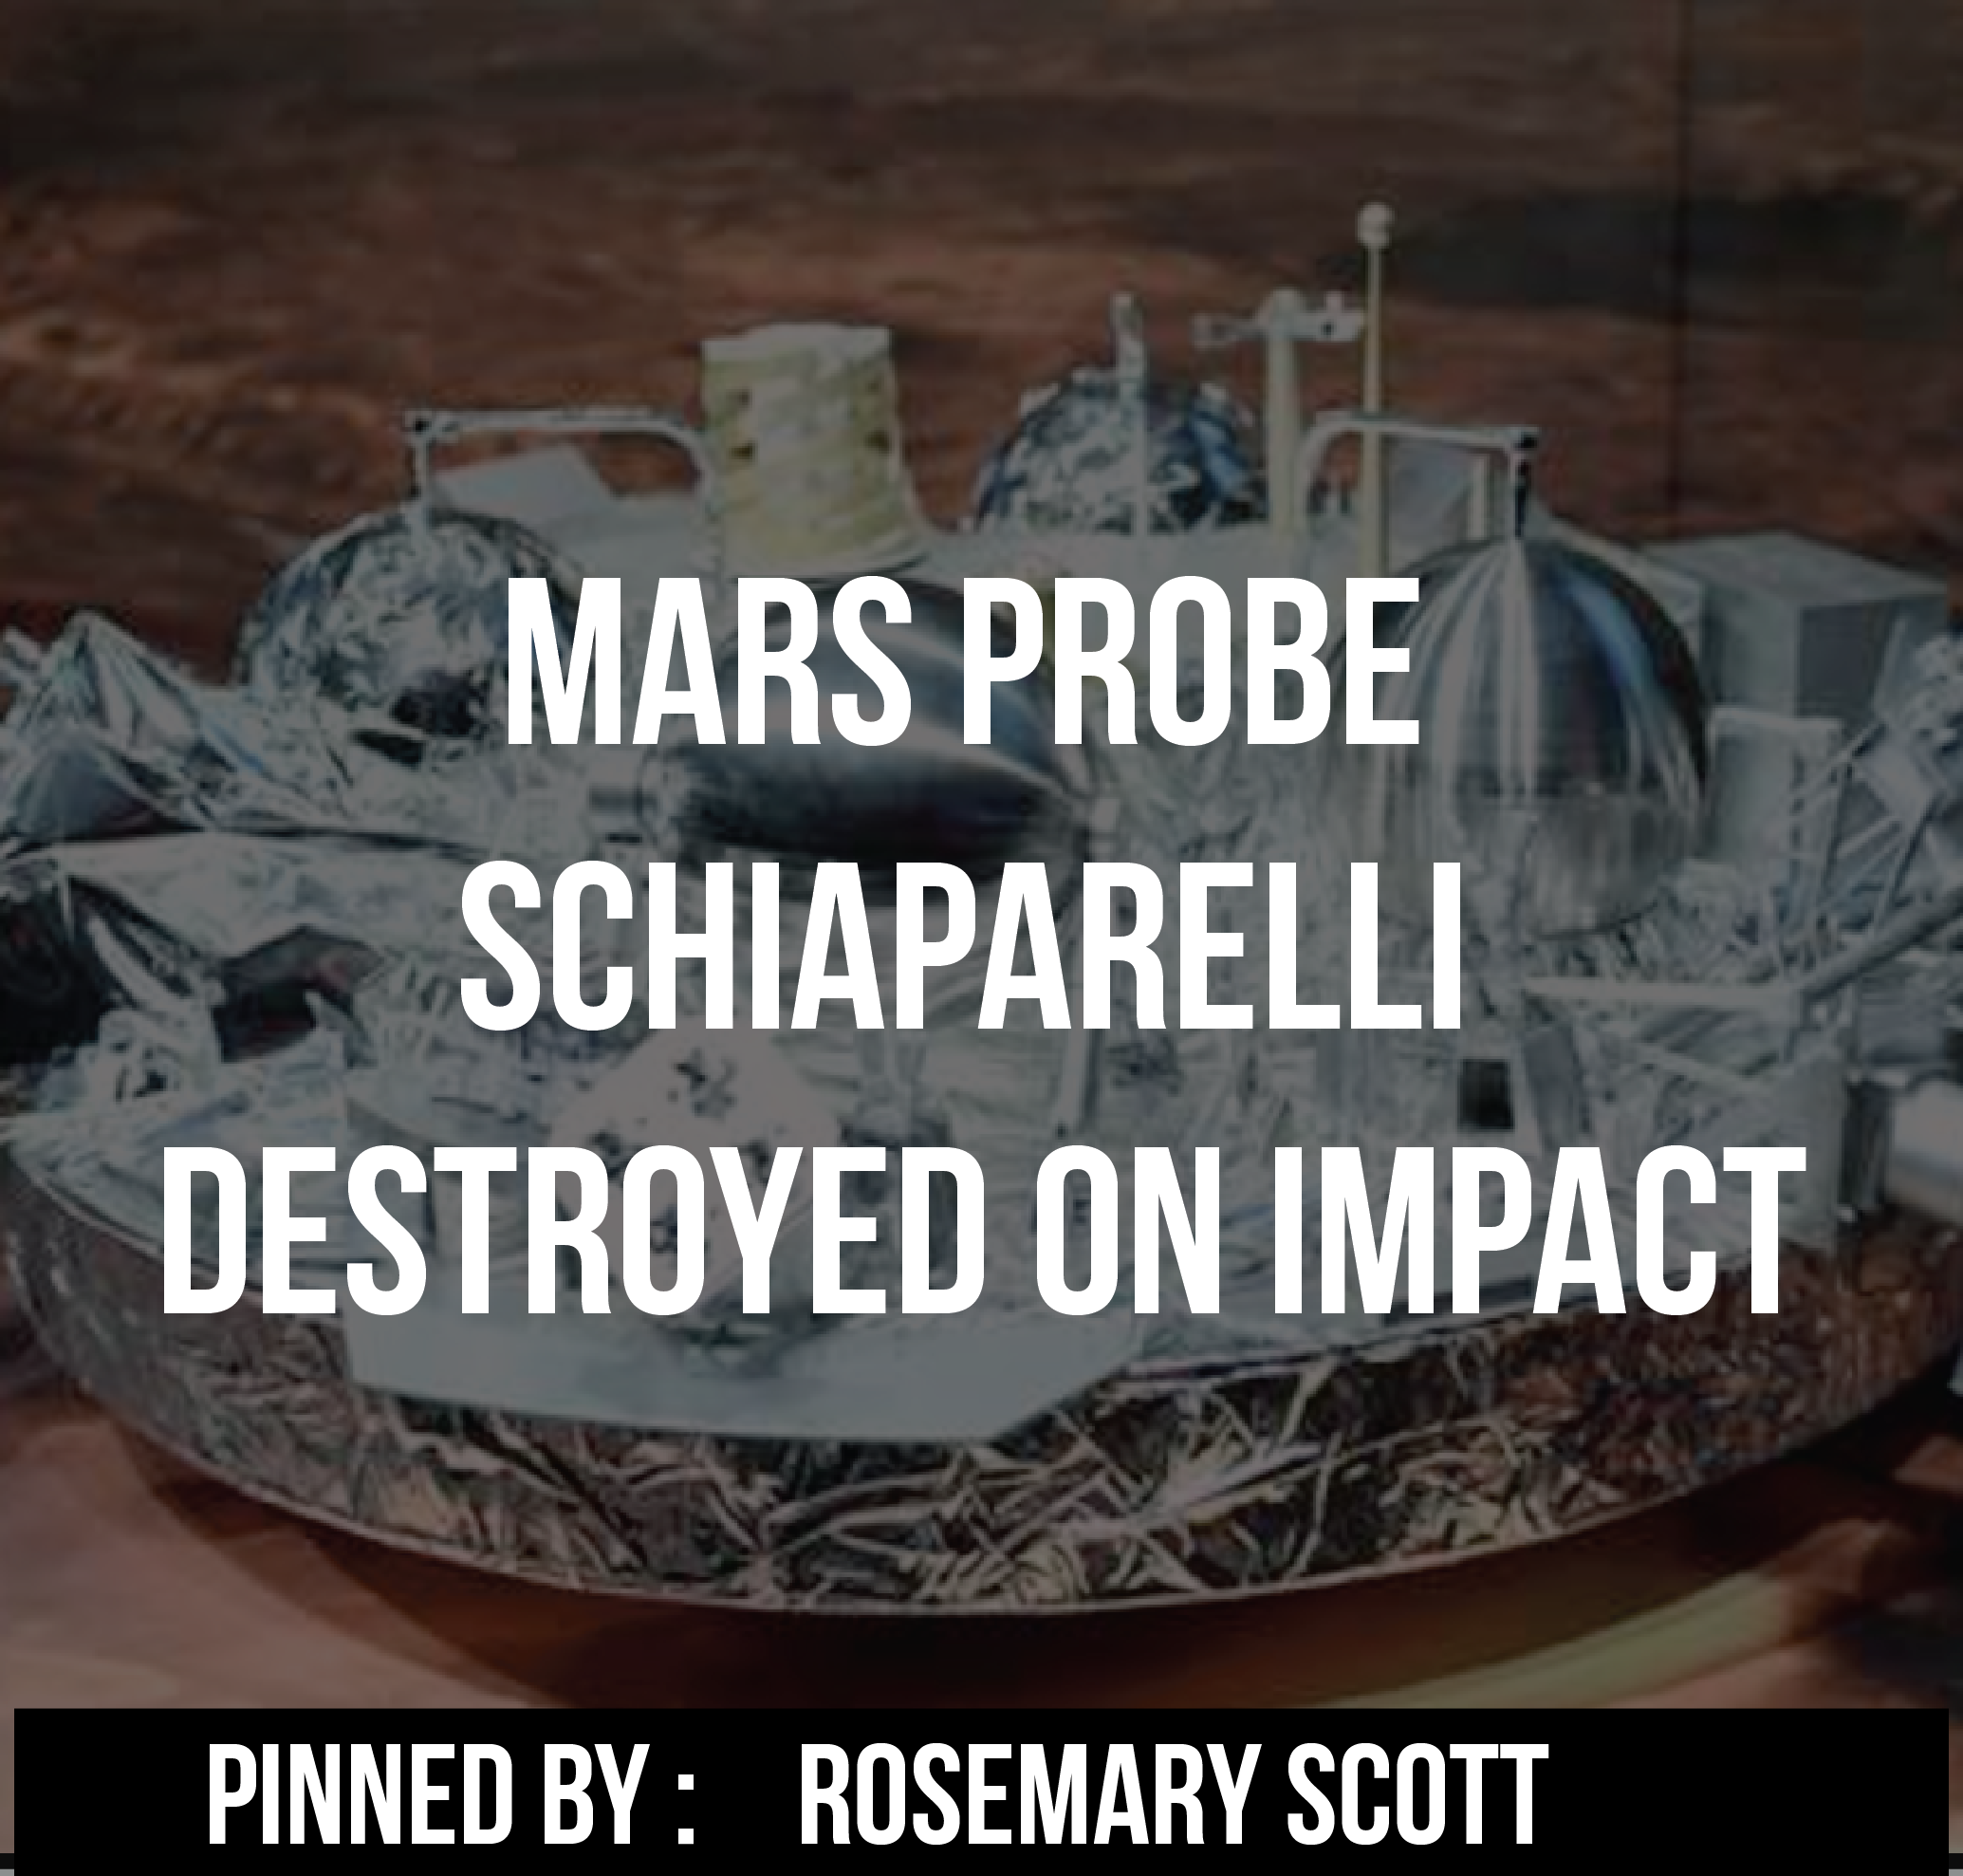 MARS PROBE
SCHIAPARELLI
DESTROYED ON IMPACT
PINNED BY : ROSEMARY SCOTT